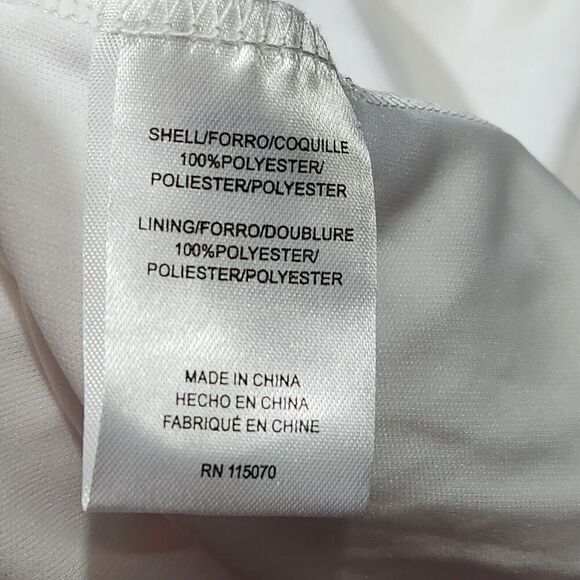 SHELL/FORRO/COQUILLE
100%POLYESTER/
POLIESTER/POLYESTER
LINING/FORRO/DOUBLURE
100%POLYESTER/
POLIESTER/POLYESTER
MADE IN CHINA
HECHO EN CHINA
FABRIQUÉ EN CHINE
RN 115070